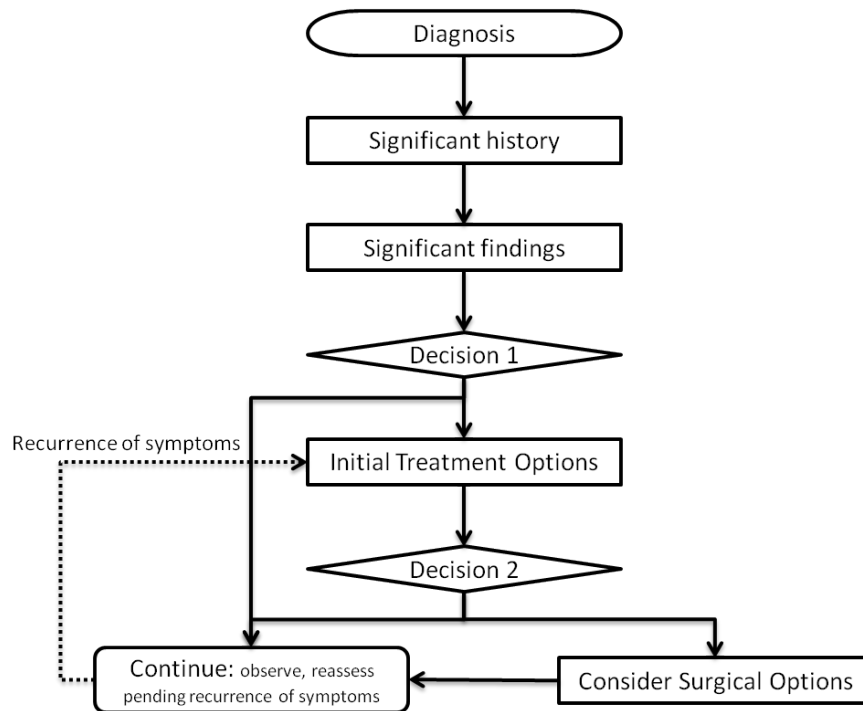 Diagnosis
Significant history
Significant findings
Decision 1
Recurrence of symptoms
Initial Treatment Options
Decision 2
Continue: observe, reassess
pending recurrence of symptoms
Consider Surgical Options